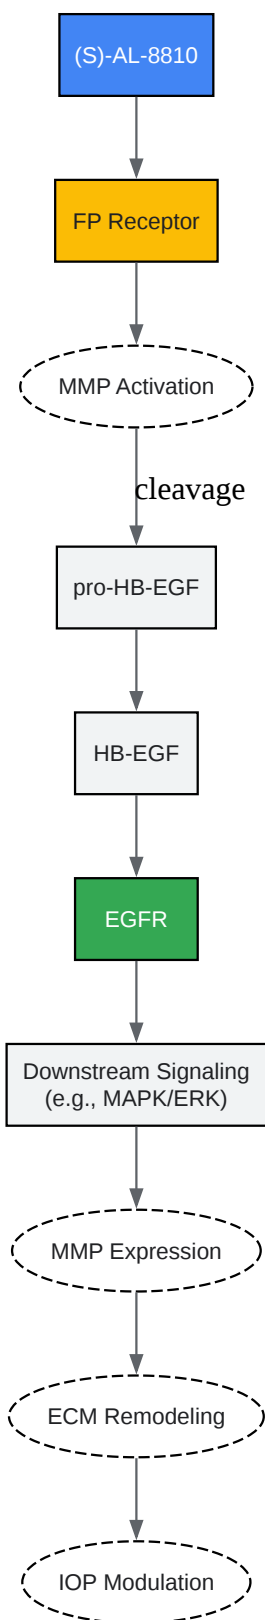 (S)-AL-8810
FP Receptor
MMP Activation
cleavage
pro-HB-EGF
HB-EGF
EGFR
Downstream Signaling
(e.g., MAPK/ERK)
MMP Expression
ECM Remodeling
IOP Modulation